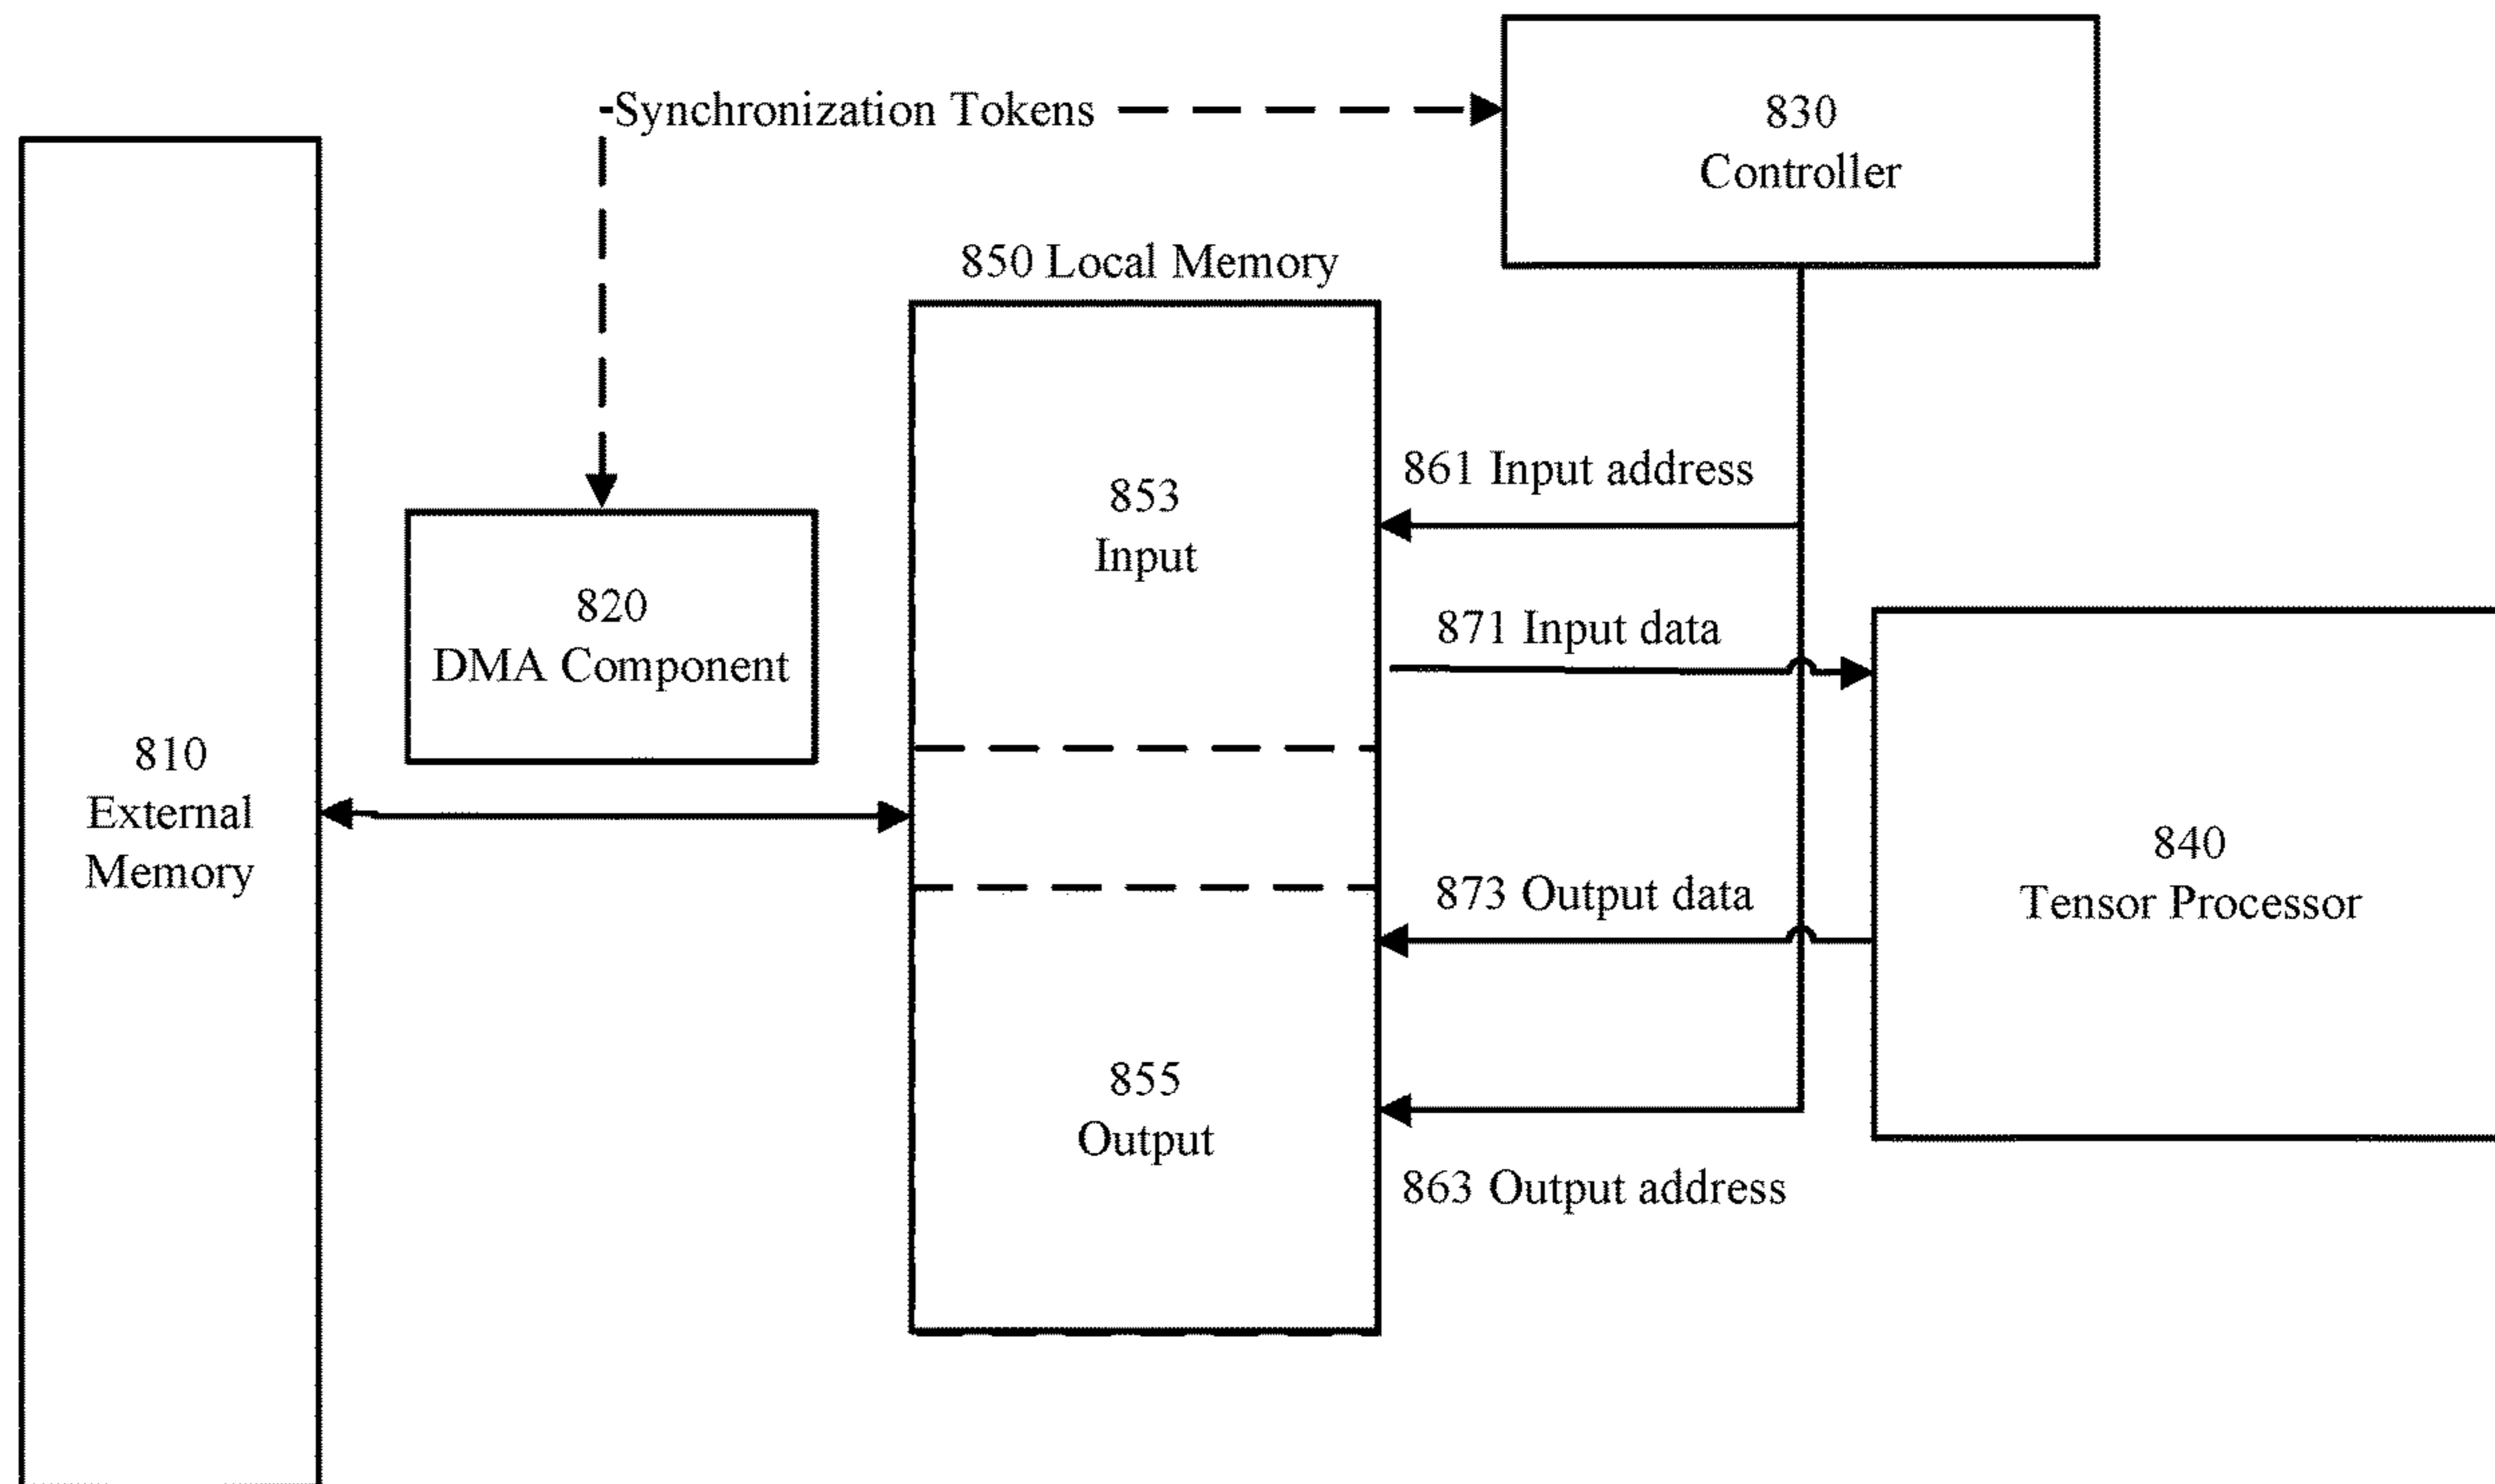 Synchronization Tokens
830
Controller
850 Local Memory
853
Input
861 Input address
820
DMA Component
871 Input data
810
External
Memory
873 Output data
840
Tensor Processor
855
Output
863 Output address